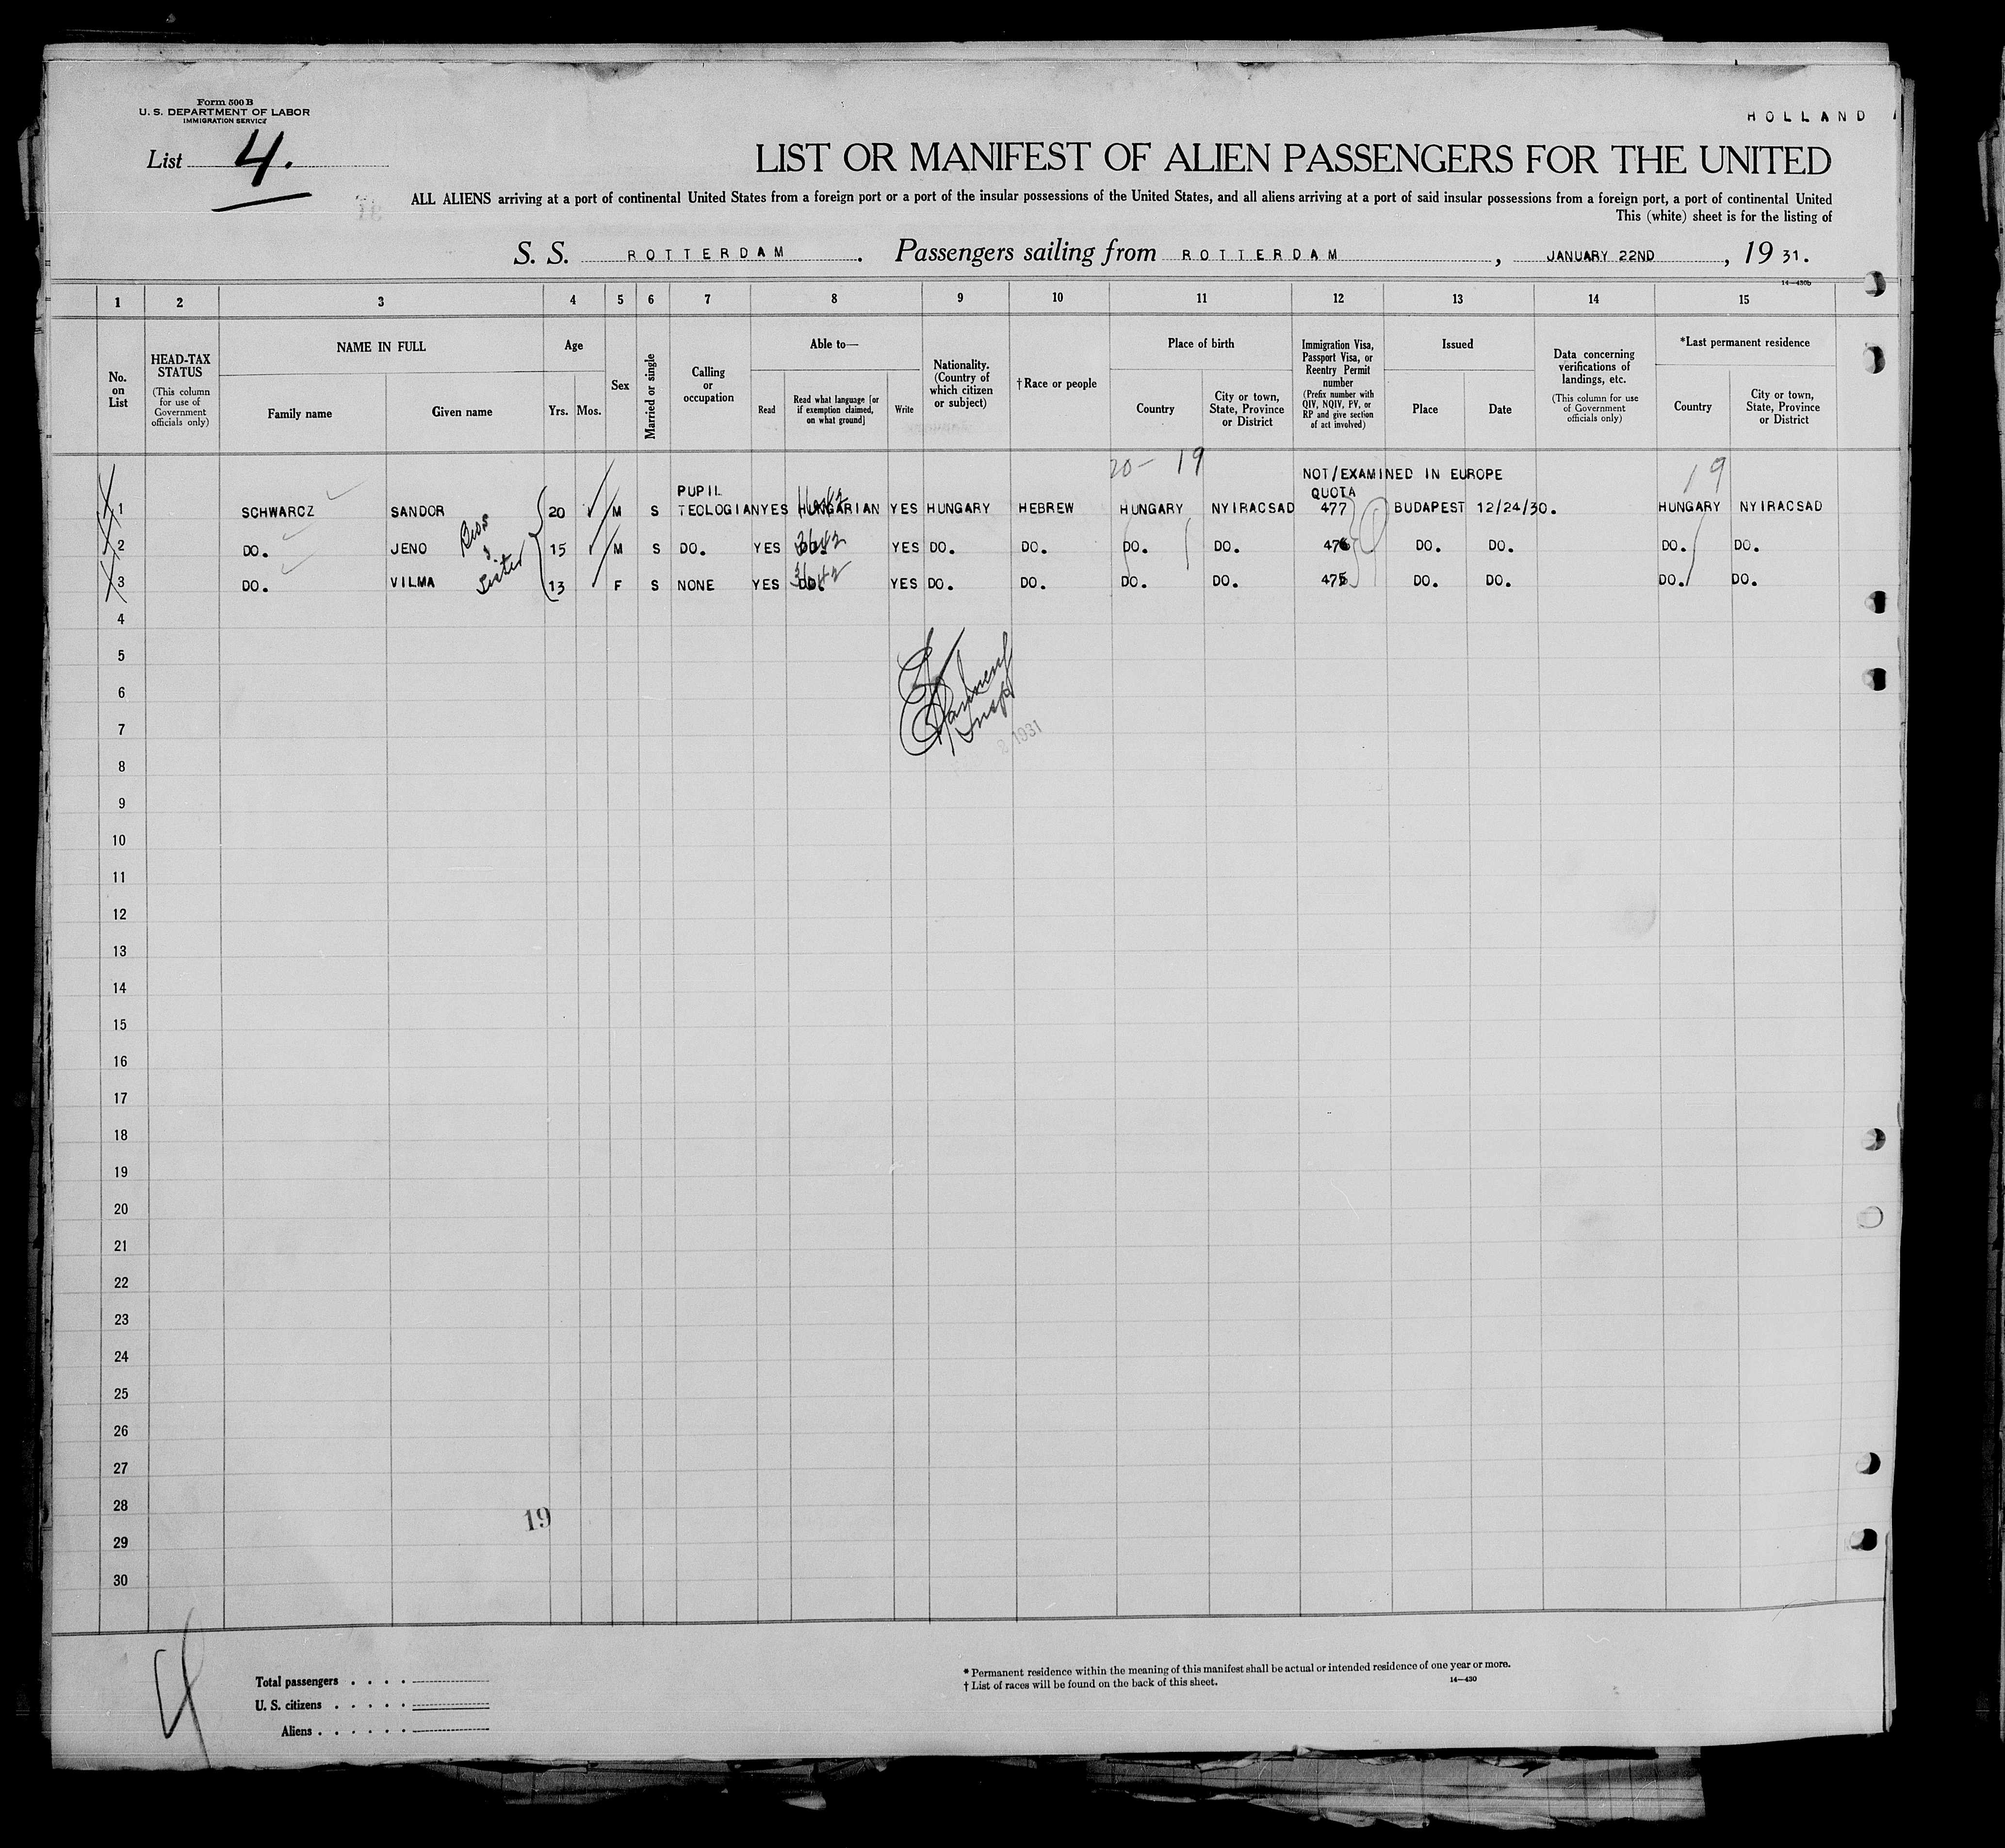 Form 500 B
U. S. DEPARTMENT OF LABOR
IMMIGRATION SERVICE
HOLLAND
List 4.
LIST OR MANIFEST OF ALIEN PASSENGERS FOR THE UNITED
ALL ALIENS arriving at a port of continental United States from a foreign port or a port of the insular possessions of the United States, and all aliens arriving at a port of said insular possessions from a foreign port, a port of continental United
This (white) sheet is for the listing of
S. S. ROTTERDAM. Passengers sailing from ROTTERDAM, JANUARY 22ND, 19 31.
14—430b
1 2 3 4 5 6 7 8 9 10 11 12 13 14 15
No. on List
HEAD-TAX STATUS
(This column for use of Government officials only)
NAME IN FULL
Family name Given name
Age
Yrs. Mos.
Sex
Married or single
Calling or occupation
Able to—
Read
Read what language [or if exemption claimed, on what ground]
Write
Nationality. (Country of which citizen or subject)
† Race or people
Place of birth
Country
City or town, State, Province or District
Immigration Visa, Passport Visa, or Reentry Permit number
(Prefix number with QIV, NQIV, PV, or RP and give section of act involved)
Issued
Place Date
Data concerning verifications of landings, etc.
(This column for use of Government officials only)
*Last permanent residence
Country
City or town, State, Province or District
20- 19 19
NOT/EXAMINED IN EUROPE
PUPIL QUOTA
1 SCHWARCZ SANDOR 20 M S TEOLOGIAN YES HUNGARIAN YES HUNGARY HEBREW HUNGARY NYIRACSAD 477 BUDAPEST 12/24/30. HUNGARY NYIRACSAD
2 DO. JENO 15 M S DO. YES DO. YES DO. DO. DO. DO. 476 DO. DO. DO. DO.
3 DO. VILMA Sister 13 F S NONE YES DO. YES DO. DO. DO. DO. 475 DO. DO. DO. DO.
4
5
6
7
1931
8
9
10
11
12
13
14
15
16
17
18
19
20
21
22
23
24
25
26
27
28
19
29
30
4
Total passengers . . . .
U. S. citizens . . . . .
Aliens . . . . . .
* Permanent residence within the meaning of this manifest shall be actual or intended residence of one year or more.
† List of races will be found on the back of this sheet.
14—430